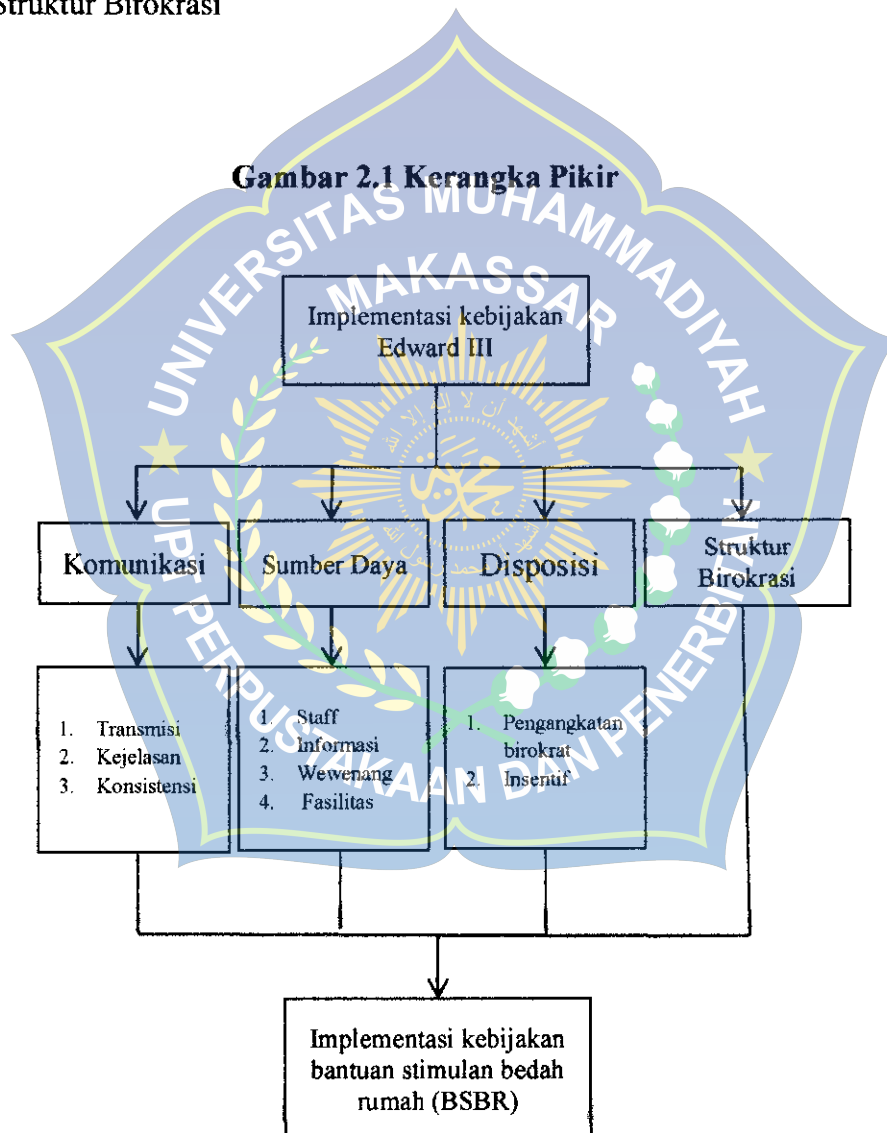 Struktur Birokrasi
Gambar 2.1 Kerangka Pikir
UNIVERSITAS MUHAMMADIYAH
MAKASSAR
Implementasi kebijakan
Edward III
Komunikasi
Sumber Daya
Disposisi
Struktur
Birokrasi
1. Transmisi
2. Kejelasan
3. Konsistensi
1. Staff
2. Informasi
3. Wewenang
4. Fasilitas
1. Pengangkatan
birokrat
2. Insentif
UPT PERPUSTAKAAN DAN PENERBITAN
Implementasi kebijakan
bantuan stimulan bedah
rumah (BSBR)